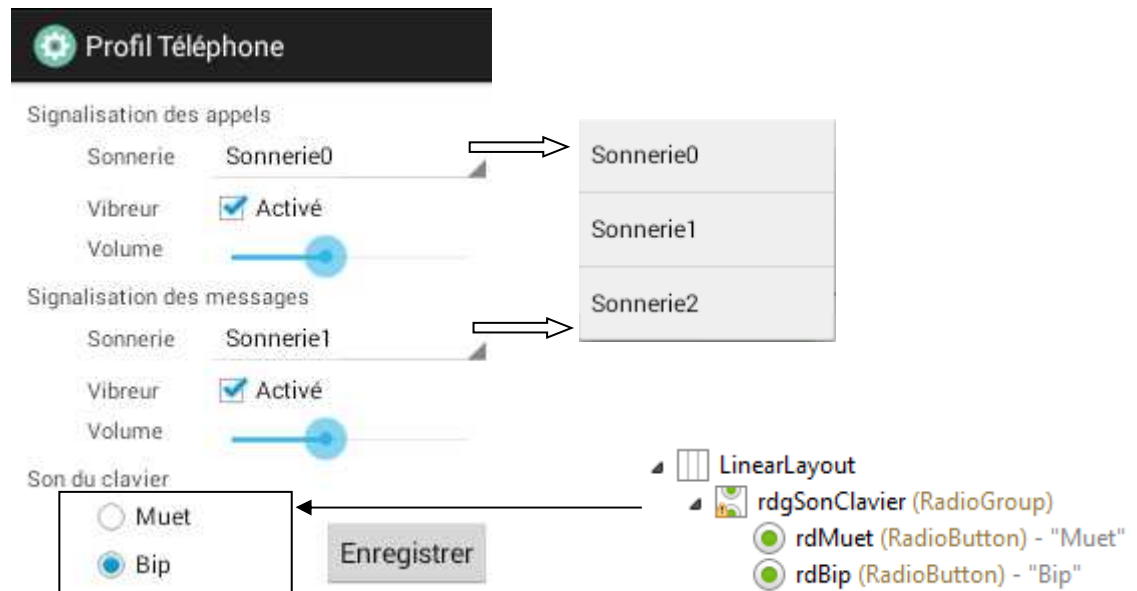 Profil Téléphone
Signalisation des appels
Sonnerie Sonnerie0
Vibreur Activé
Volume
Signalisation des messages
Sonnerie Sonnerie1
Vibreur Activé
Volume
Son du clavier
Muet
Bip
Enregistrer
Sonnerie0
Sonnerie1
Sonnerie2
LinearLayout
rdgSonClavier (RadioGroup)
rdMuet (RadioButton) - "Muet"
rdBip (RadioButton) - "Bip"